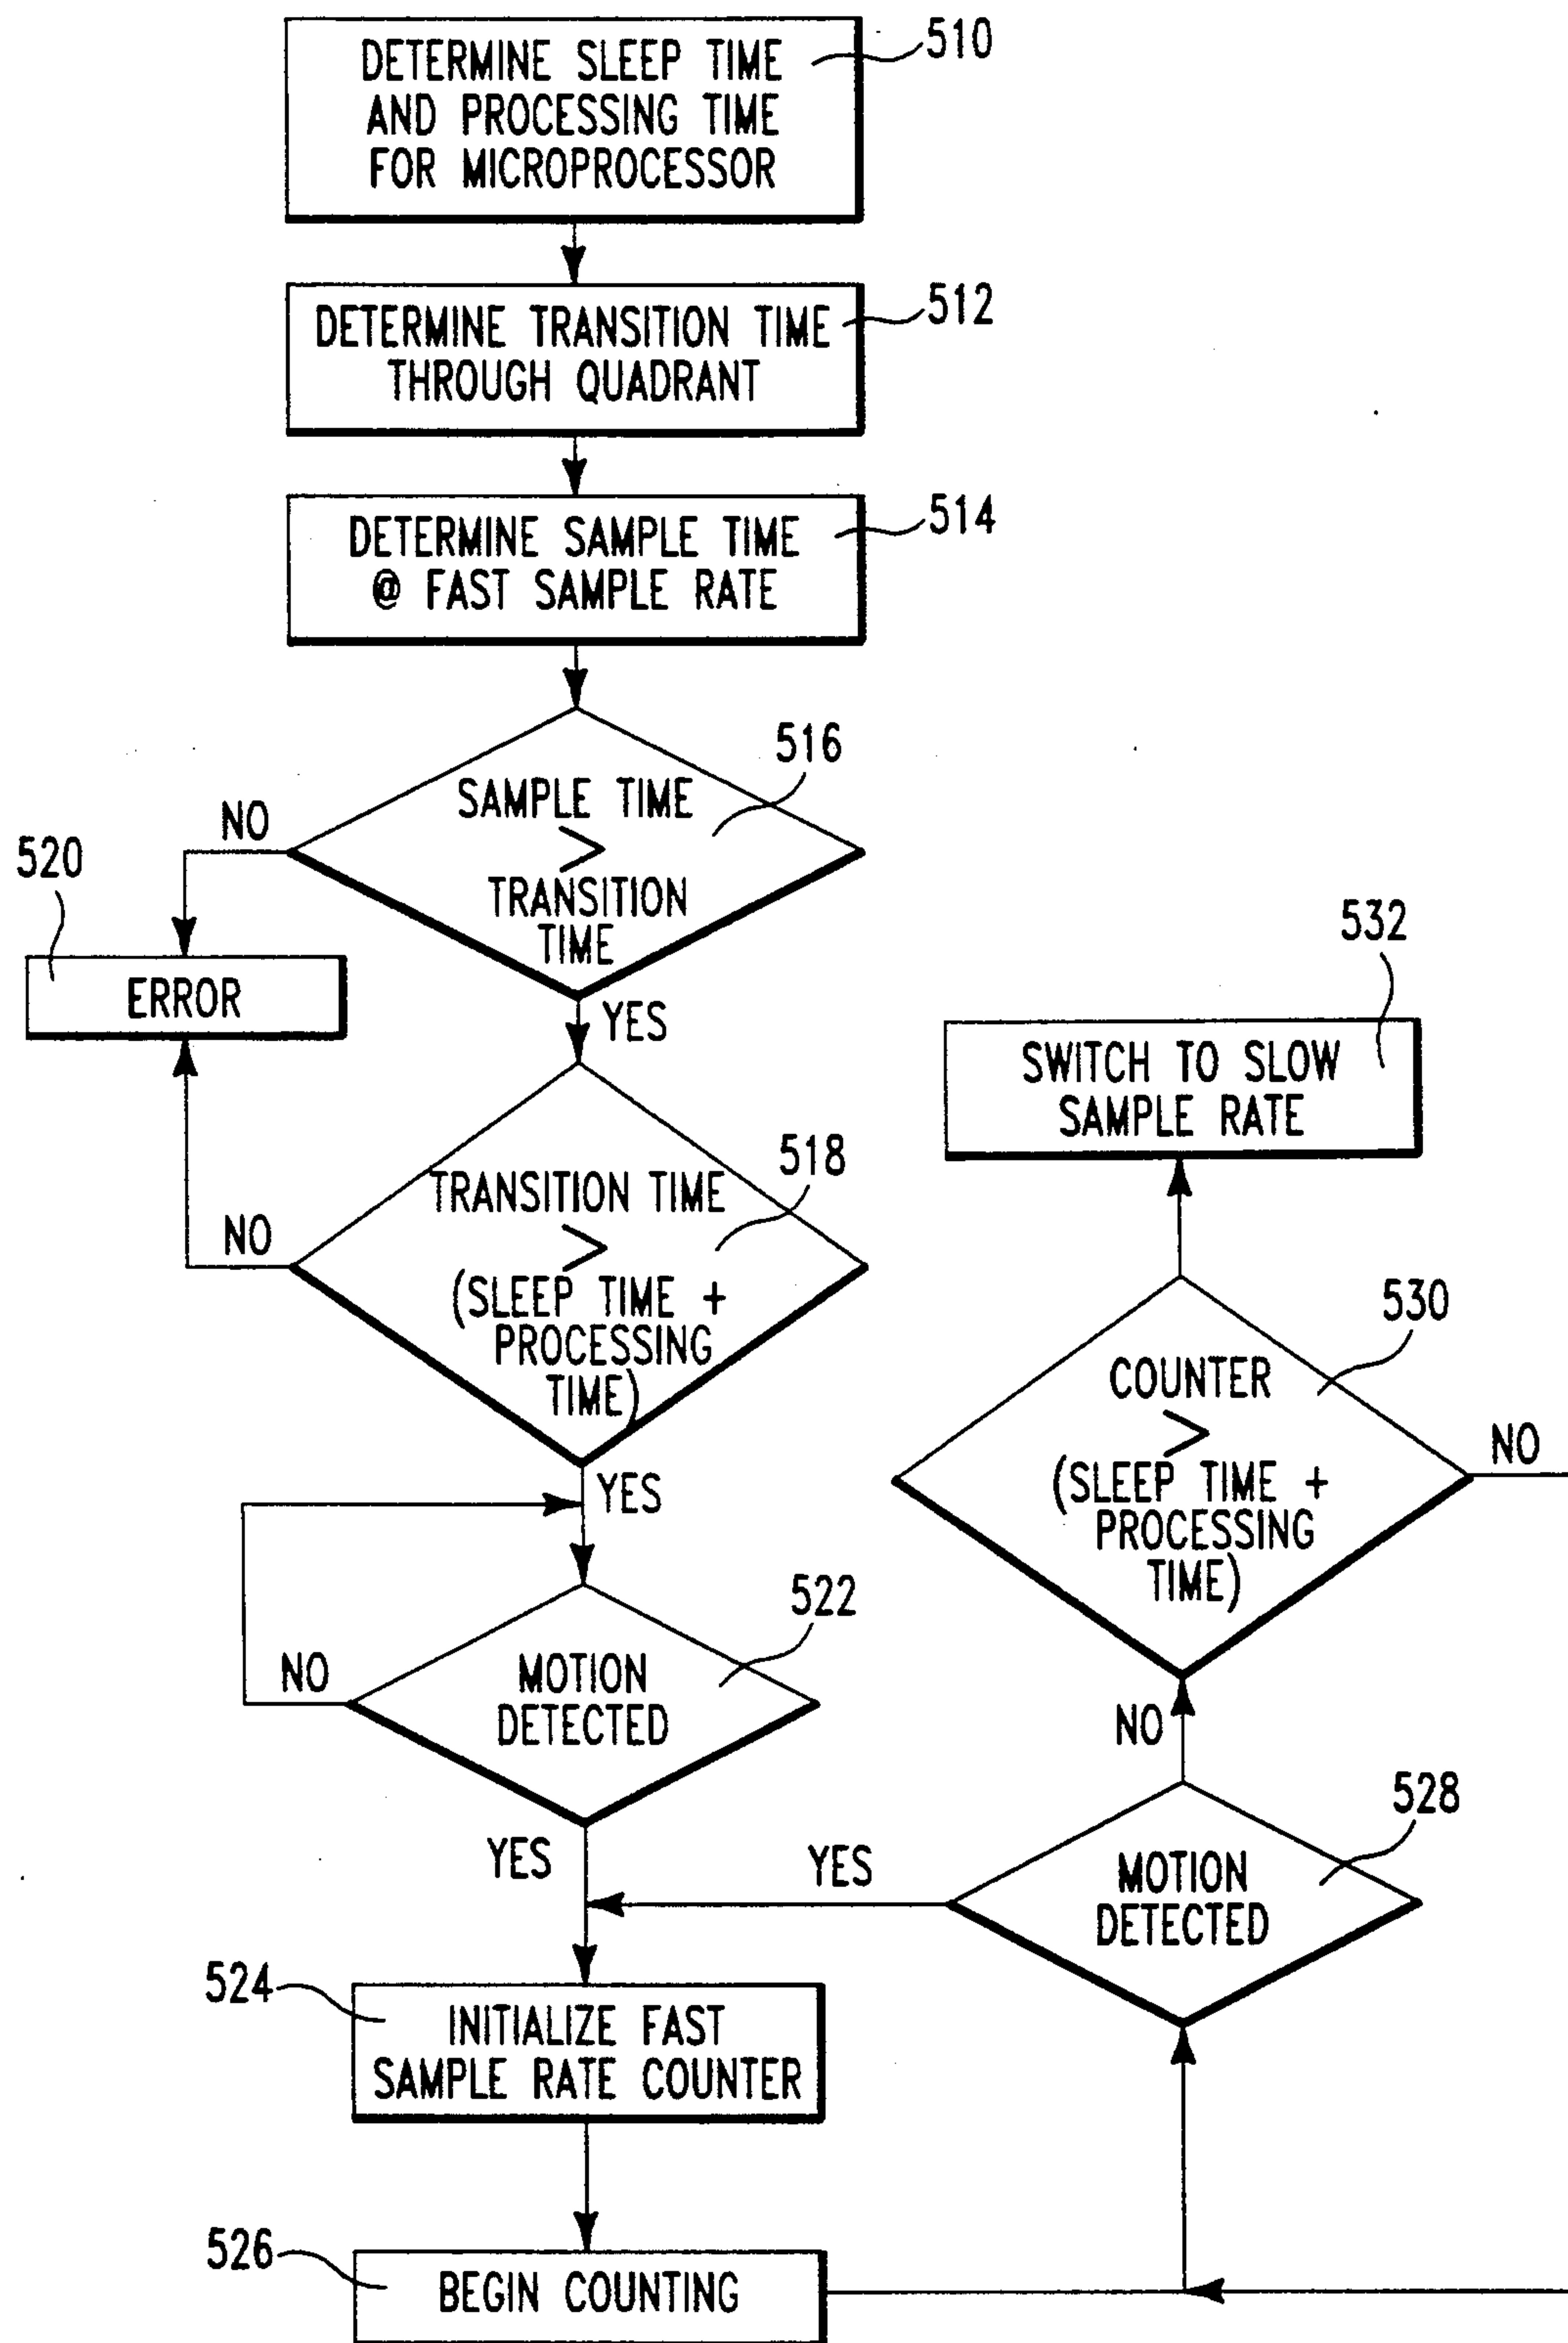 DETERMINE SLEEP TIME
AND PROCESSING TIME
FOR MICROPROCESSOR
510
DETERMINE TRANSITION TIME
THROUGH QUADRANT
512
DETERMINE SAMPLE TIME
@ FAST SAMPLE RATE
514
516
SAMPLE TIME
>
TRANSITION
TIME
NO
520
ERROR
YES
518
TRANSITION TIME
>
(SLEEP TIME +
PROCESSING
TIME)
NO
YES
522
MOTION
DETECTED
NO
YES
524
INITIALIZE FAST
SAMPLE RATE COUNTER
526
BEGIN COUNTING
528
MOTION
DETECTED
YES
NO
530
COUNTER
>
(SLEEP TIME +
PROCESSING
TIME)
NO
532
SWITCH TO SLOW
SAMPLE RATE